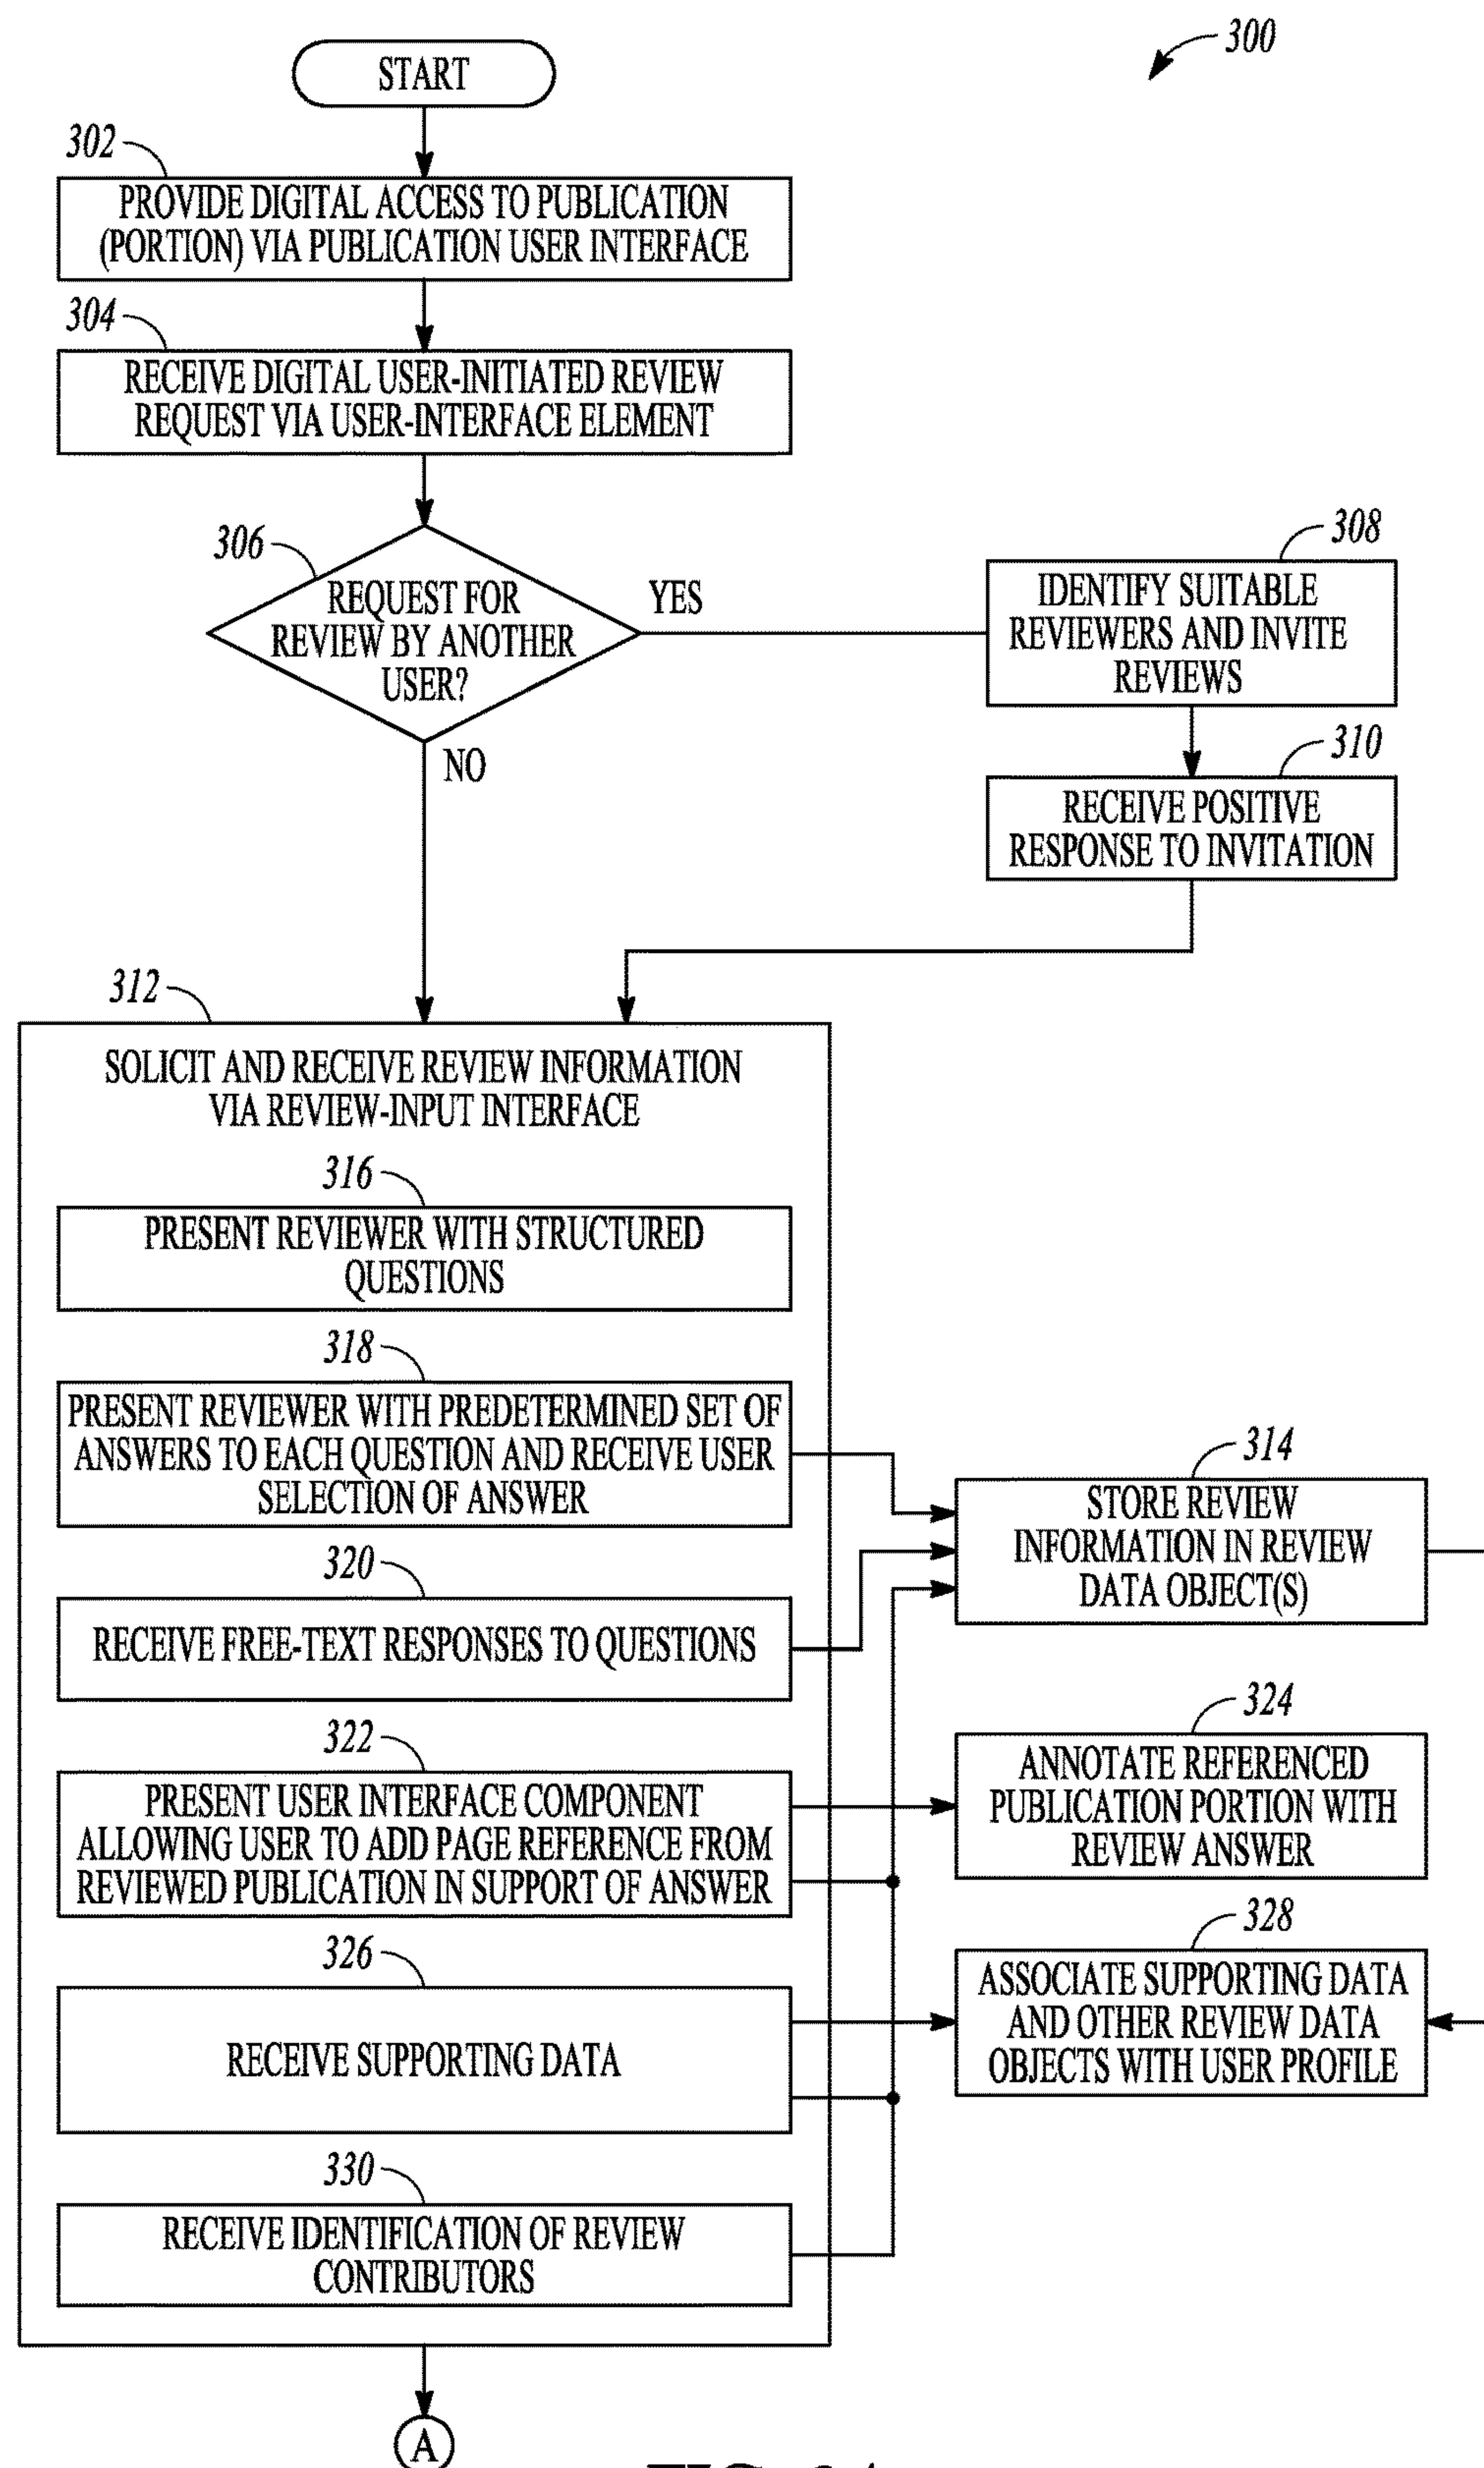 300
START
302
PROVIDE DIGITAL ACCESS TO PUBLICATION
(PORTION) VIA PUBLICATION USER INTERFACE
304
RECEIVE DIGITAL USER-INITIATED REVIEW
REQUEST VIA USER-INTERFACE ELEMENT
306
REQUEST FOR
REVIEW BY ANOTHER
USER?
YES
NO
308
IDENTIFY SUITABLE
REVIEWERS AND INVITE
REVIEWS
310
RECEIVE POSITIVE
RESPONSE TO INVITATION
312
SOLICIT AND RECEIVE REVIEW INFORMATION
VIA REVIEW-INPUT INTERFACE
316
PRESENT REVIEWER WITH STRUCTURED
QUESTIONS
318
PRESENT REVIEWER WITH PREDETERMINED SET OF
ANSWERS TO EACH QUESTION AND RECEIVE USER
SELECTION OF ANSWER
314
STORE REVIEW
INFORMATION IN REVIEW
DATA OBJECT(S)
320
RECEIVE FREE-TEXT RESPONSES TO QUESTIONS
322
PRESENT USER INTERFACE COMPONENT
ALLOWING USER TO ADD PAGE REFERENCE FROM
REVIEWED PUBLICATION IN SUPPORT OF ANSWER
324
ANNOTATE REFERENCED
PUBLICATION PORTION WITH
REVIEW ANSWER
326
RECEIVE SUPPORTING DATA
328
ASSOCIATE SUPPORTING DATA
AND OTHER REVIEW DATA
OBJECTS WITH USER PROFILE
330
RECEIVE IDENTIFICATION OF REVIEW
CONTRIBUTORS
A